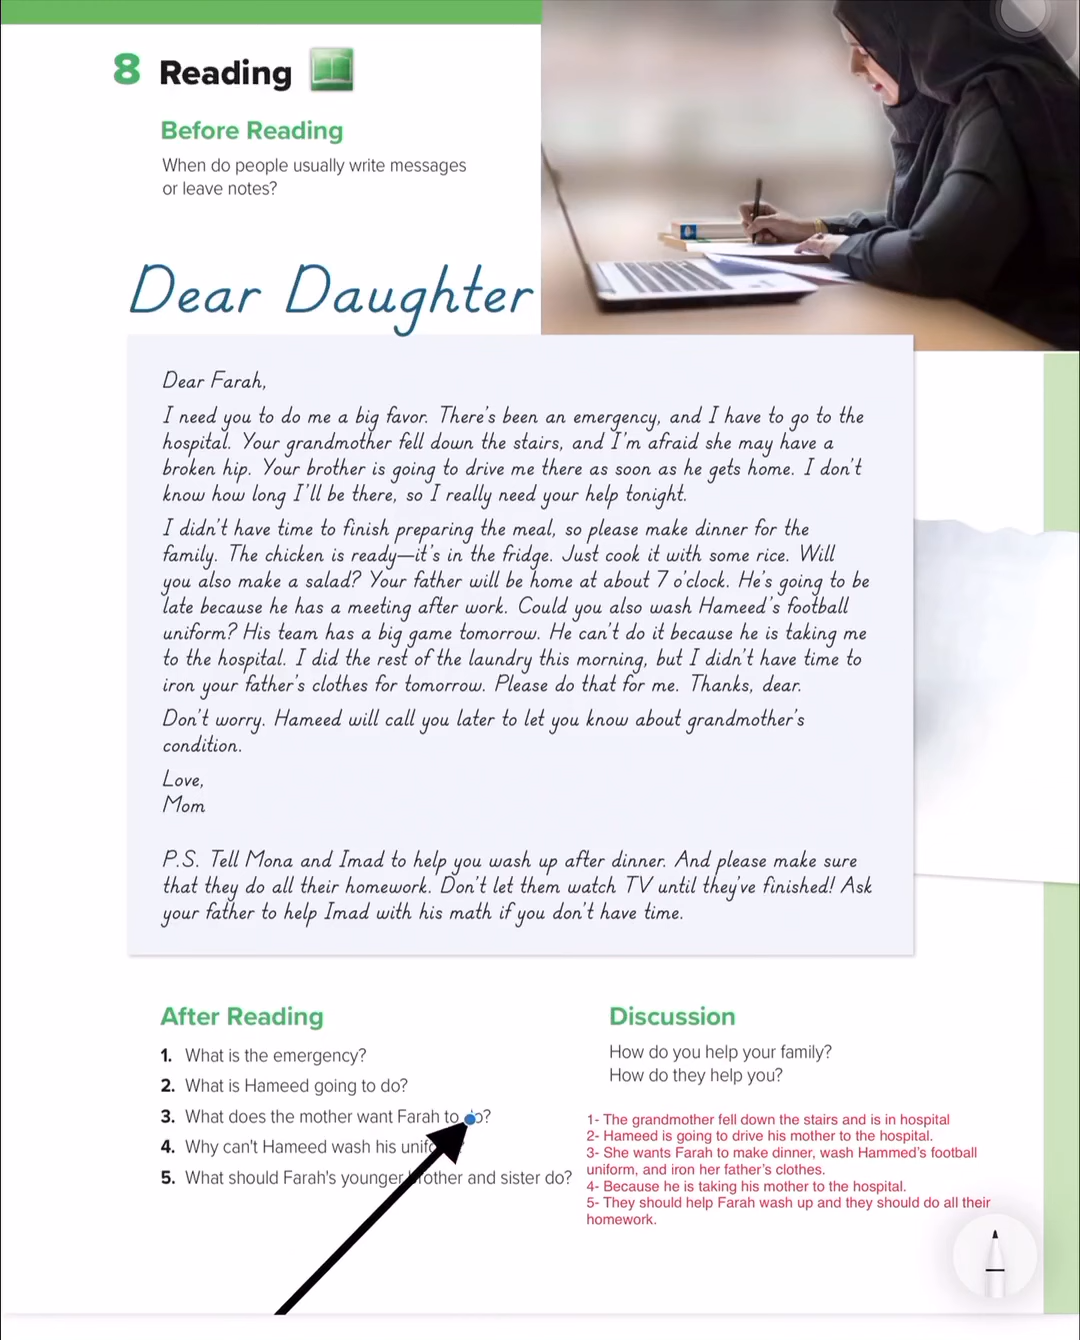 8 Reading
Before Reading
When do people usually write messages
or leave notes?
Dear Daughter
Dear Farah,
I need you to do me a big favor. There's been an emergency, and I have to go to the
hospital. Your grandmother fell down the stairs, and I'm afraid she may have a
broken hip. Your brother is going to drive me there as soon as he gets home. I don't
know how long I'll be there, so I really need your help tonight.
I didn't have time to finish preparing the meal, so please make dinner for the
family. The chicken is ready—it's in the fridge. Just cook it with some rice. Will
you also make a salad? Your father will be home at about 7 o'clock. He's going to be
late because he has a meeting after work. Could you also wash Hameed's football
uniform? His team has a big game tomorrow. He can't do it because he is taking me
to the hospital. I did the rest of the laundry this morning, but I didn't have time to
iron your father's clothes for tomorrow. Please do that for me. Thanks, dear.
Don't worry. Hameed will call you later to let you know about grandmother's
condition.
Love,
Mom
P.S. Tell Mona and Imad to help you wash up after dinner. And please make sure
that they do all their homework. Don't let them watch TV until they've finished! Ask
your father to help Imad with his math if you don't have time.
After Reading
1. What is the emergency?
2. What is Hameed going to do?
3. What does the mother want Farah to do?
4. Why can't Hameed wash his
5. What should Farah's younger brother and sister do?
Discussion
How do you help your family?
How do they help you?
1- The grandmother fell down the stairs and is in hospital
2- Hameed is going to drive his mother to the hospital.
3- She wants Farah to make dinner, wash Hammed's football
uniform, and iron her father's clothes.
4- Because he is taking his mother to the hospital.
5- They should help Farah wash up and they should do all their
homework.